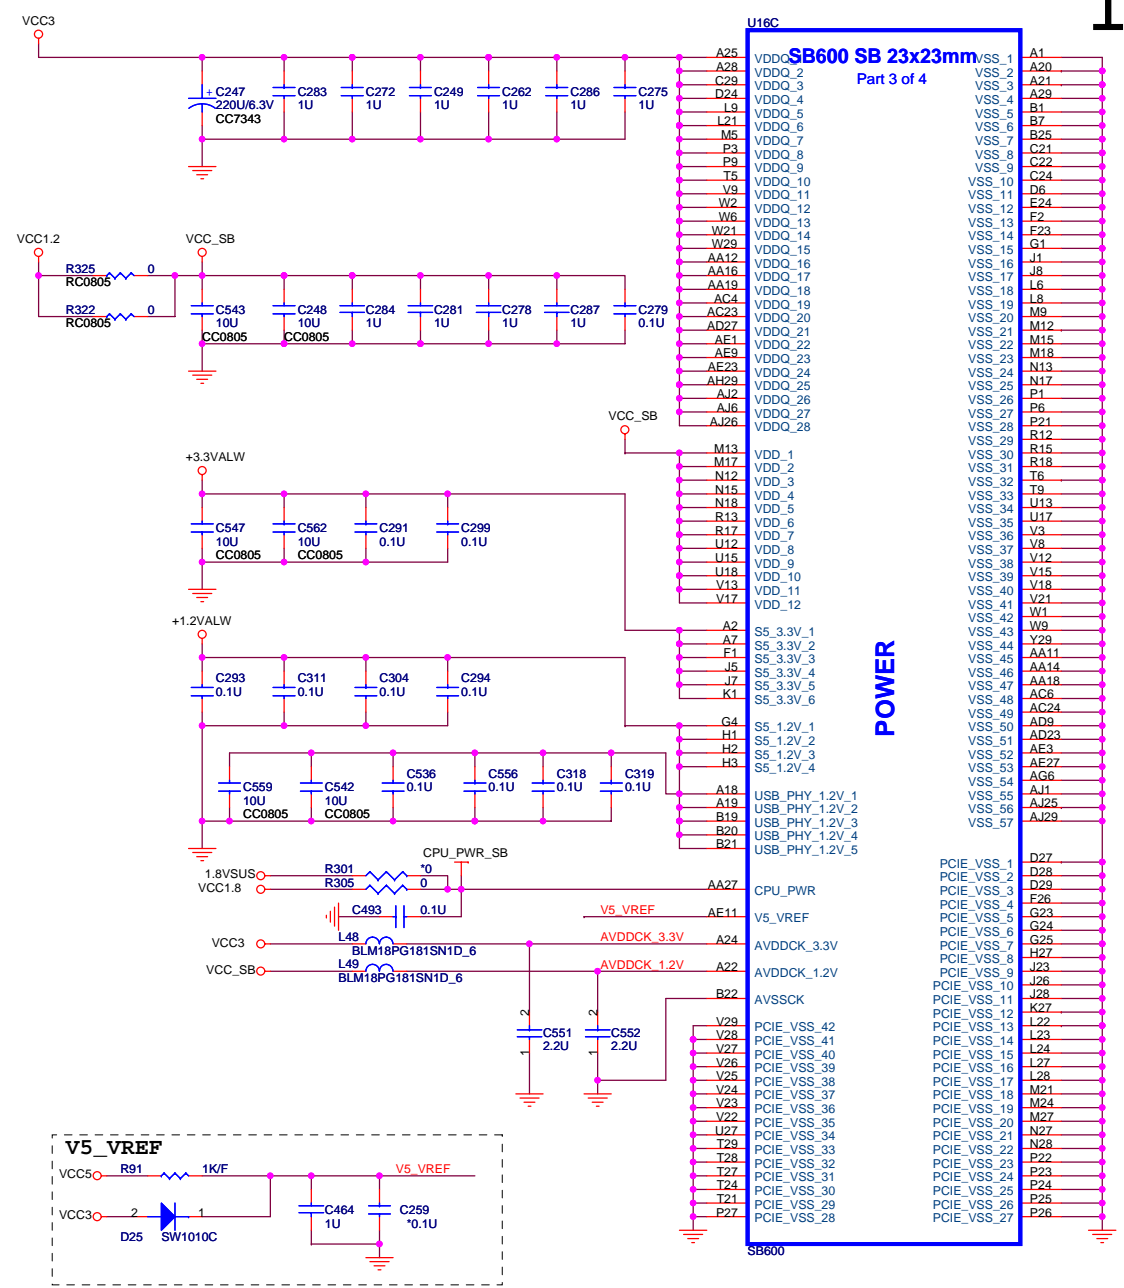 VCC3
C247
220U/6.3V
CC7343
C283
1U
C272
1U
C249
1U
C262
1U
C286
1U
C275
1U
VCC1.2
R325
0
RC0805
R322
0
RC0805
VCC_SB
C543
10U
CC0805
C248
10U
CC0805
C284
1U
C281
1U
C278
1U
C287
1U
C279
0.1U
VCC_SB
+3.3VALW
C547
10U
CC0805
C562
10U
CC0805
C291
0.1U
C299
0.1U
+1.2VALW
C293
0.1U
C311
0.1U
C304
0.1U
C294
0.1U
C559
10U
CC0805
C542
10U
CC0805
C536
0.1U
C556
0.1U
C318
0.1U
C319
0.1U
CPU_PWR_SB
1.8VSUS
R301
*0
VCC1.8
R305
0
C493
0.1U
V5_VREF
VCC3
L48
BLM18PG181SN1D_6
AVDDCK_3.3V
VCC_SB
L49
BLM18PG181SN1D_6
AVDDCK_1.2V
2
C551
2.2U
1
2
C552
2.2U
1
V5_VREF
VCC5
R91
1K/F
V5_VREF
VCC3
2
1
D25
SW1010C
C464
1U
C259
*0.1U
U16C
SB600 SB 23x23mm
Part 3 of 4
POWER
A25 VDDQ_1
A28 VDDQ_2
C29 VDDQ_3
D24 VDDQ_4
L9 VDDQ_5
L21 VDDQ_6
M5 VDDQ_7
P3 VDDQ_8
P9 VDDQ_9
T5 VDDQ_10
V9 VDDQ_11
W2 VDDQ_12
W6 VDDQ_13
W21 VDDQ_14
W29 VDDQ_15
AA12 VDDQ_16
AA16 VDDQ_17
AA19 VDDQ_18
AC4 VDDQ_19
AC23 VDDQ_20
AD27 VDDQ_21
AE1 VDDQ_22
AE9 VDDQ_23
AE23 VDDQ_24
AH29 VDDQ_25
AJ2 VDDQ_26
AJ6 VDDQ_27
AJ26 VDDQ_28
M13 VDD_1
M17 VDD_2
N12 VDD_3
N15 VDD_4
N18 VDD_5
R13 VDD_6
R17 VDD_7
U12 VDD_8
U15 VDD_9
U18 VDD_10
V13 VDD_11
V17 VDD_12
A2 S5_3.3V_1
A7 S5_3.3V_2
F1 S5_3.3V_3
J5 S5_3.3V_4
J7 S5_3.3V_5
K1 S5_3.3V_6
G4 S5_1.2V_1
H1 S5_1.2V_2
H2 S5_1.2V_3
H3 S5_1.2V_4
A18 USB_PHY_1.2V_1
A19 USB_PHY_1.2V_2
B19 USB_PHY_1.2V_3
B20 USB_PHY_1.2V_4
B21 USB_PHY_1.2V_5
AA27 CPU_PWR
AE11 V5_VREF
A24 AVDDCK_3.3V
A22 AVDDCK_1.2V
B22 AVSSCK
V29 PCIE_VSS_42
V28 PCIE_VSS_41
V27 PCIE_VSS_40
V26 PCIE_VSS_39
V25 PCIE_VSS_38
V24 PCIE_VSS_37
V23 PCIE_VSS_36
V22 PCIE_VSS_35
U27 PCIE_VSS_34
T29 PCIE_VSS_33
T28 PCIE_VSS_32
T27 PCIE_VSS_31
T24 PCIE_VSS_30
T21 PCIE_VSS_29
P27 PCIE_VSS_28
VSS_1 A1
VSS_2 A20
VSS_3 A21
VSS_4 A29
VSS_5 B1
VSS_6 B7
VSS_7 B25
VSS_8 C21
VSS_9 C22
VSS_10 C24
VSS_11 D6
VSS_12 E24
VSS_13 F2
VSS_14 F23
VSS_15 G1
VSS_16 J1
VSS_17 J8
VSS_18 L6
VSS_19 L8
VSS_20 M9
VSS_21 M12
VSS_22 M15
VSS_23 M18
VSS_24 N13
VSS_25 N17
VSS_26 P1
VSS_27 P6
VSS_28 P21
VSS_29 R12
VSS_30 R15
VSS_31 R18
VSS_32 T6
VSS_33 T9
VSS_34 U13
VSS_35 U17
VSS_36 V3
VSS_37 V8
VSS_38 V12
VSS_39 V15
VSS_40 V18
VSS_41 V21
VSS_42 W1
VSS_43 W9
VSS_44 Y29
VSS_45 AA11
VSS_46 AA14
VSS_47 AA18
VSS_48 AC6
VSS_49 AC24
VSS_50 AD9
VSS_51 AD23
VSS_52 AE3
VSS_53 AE27
VSS_54 AG6
VSS_55 AJ1
VSS_56 AJ25
VSS_57 AJ29
PCIE_VSS_1 D27
PCIE_VSS_2 D28
PCIE_VSS_3 D29
PCIE_VSS_4 F26
PCIE_VSS_5 G23
PCIE_VSS_6 G24
PCIE_VSS_7 G25
PCIE_VSS_8 H27
PCIE_VSS_9 J23
PCIE_VSS_10 J26
PCIE_VSS_11 J28
PCIE_VSS_12 K27
PCIE_VSS_13 L22
PCIE_VSS_14 L23
PCIE_VSS_15 L24
PCIE_VSS_16 L27
PCIE_VSS_17 L28
PCIE_VSS_18 M21
PCIE_VSS_19 M24
PCIE_VSS_20 M27
PCIE_VSS_21 N27
PCIE_VSS_22 N28
PCIE_VSS_23 P22
PCIE_VSS_24 P23
PCIE_VSS_25 P24
PCIE_VSS_26 P25
PCIE_VSS_27 P26
SB600